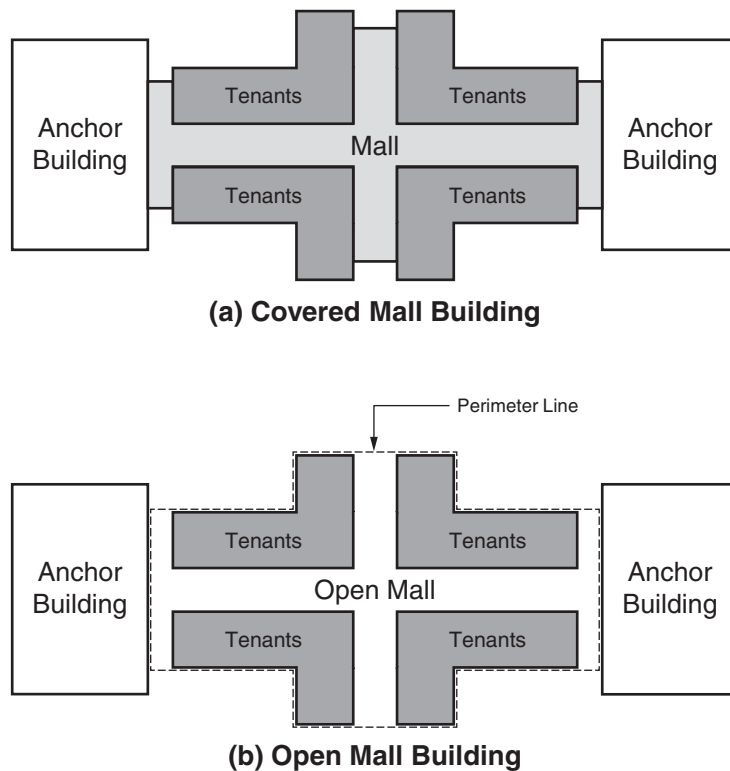 Tenants
Tenants
Anchor
Building
Mall
Anchor
Building
Tenants
Tenants
(a) Covered Mall Building
Perimeter Line
Tenants
Tenants
Anchor
Building
Open Mall
Anchor
Building
Tenants
Tenants
(b) Open Mall Building